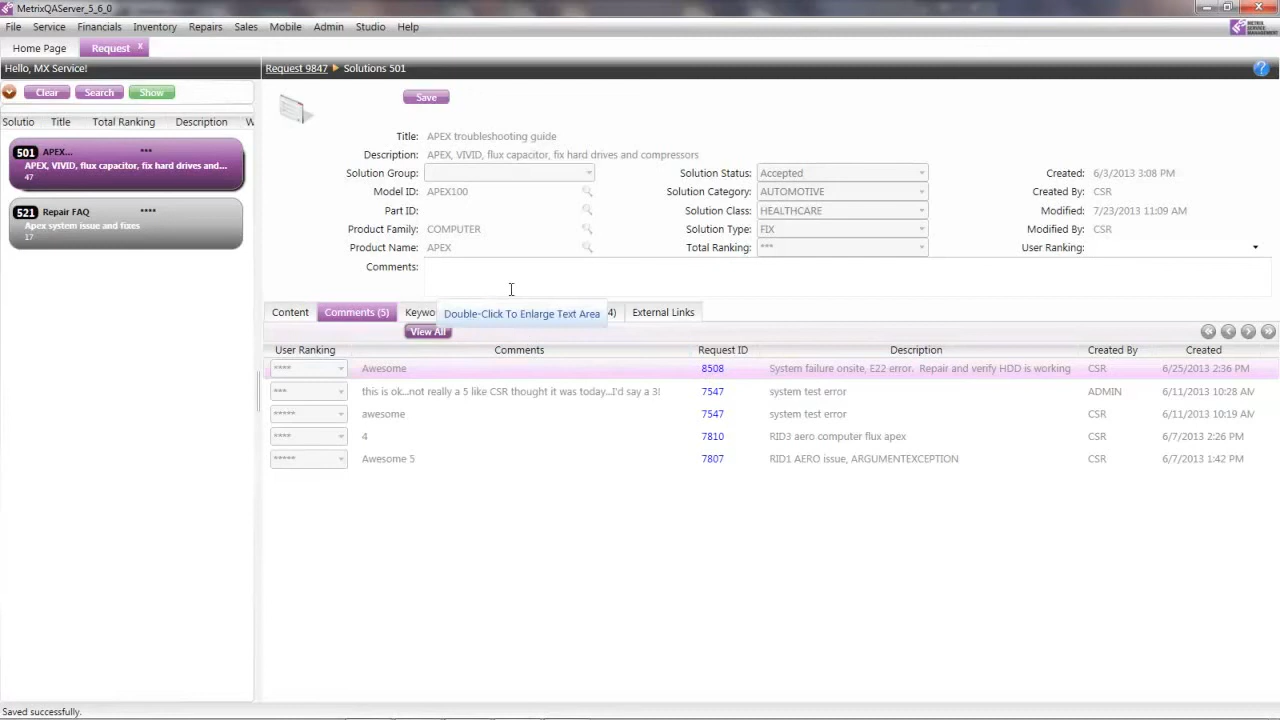 MetrixQAServer_5_6_0
File Service Financials Inventory Repairs Sales Mobile Admin Studio Help
METRIX SERVICE MANAGEMENT
Home Page Request x
Hello, MX Service! Request 9847 Solutions 501 ?
Clear Search Show Save
Solutio Title Total Ranking Description W
501 APEX... ***
APEX, VIVID, flux capacitor, fix hard drives and...
47
521 Repair FAQ ****
Apex system issue and fixes
17
Title: APEX troubleshooting guide
Description: APEX, VIVID, flux capacitor, fix hard drives and compressors
Solution Group: Solution Status: Accepted Created: 6/3/2013 3:08 PM
Model ID: APEX100 Solution Category: AUTOMOTIVE Created By: CSR
Part ID: Solution Class: HEALTHCARE Modified: 7/23/2013 11:09 AM
Product Family: COMPUTER Solution Type: FIX Modified By: CSR
Product Name: APEX Total Ranking: *** User Ranking:
Comments:
Content Comments (5) Keywo Double-Click To Enlarge Text Area 4) External Links
View All
User Ranking Comments Request ID Description Created By Created
**** Awesome 8508 System failure onsite, E22 error. Repair and verify HDD is working CSR 6/25/2013 2:36 PM
*** this is ok...not really a 5 like CSR thought it was today...I'd say a 3! 7547 system test error ADMIN 6/11/2013 10:28 AM
***** awesome 7547 system test error CSR 6/11/2013 10:19 AM
**** 4 7810 RID3 aero computer flux apex CSR 6/7/2013 2:26 PM
***** Awesome 5 7807 RID1 AERO issue, ARGUMENTEXCEPTION CSR 6/7/2013 1:42 PM
Saved successfully.